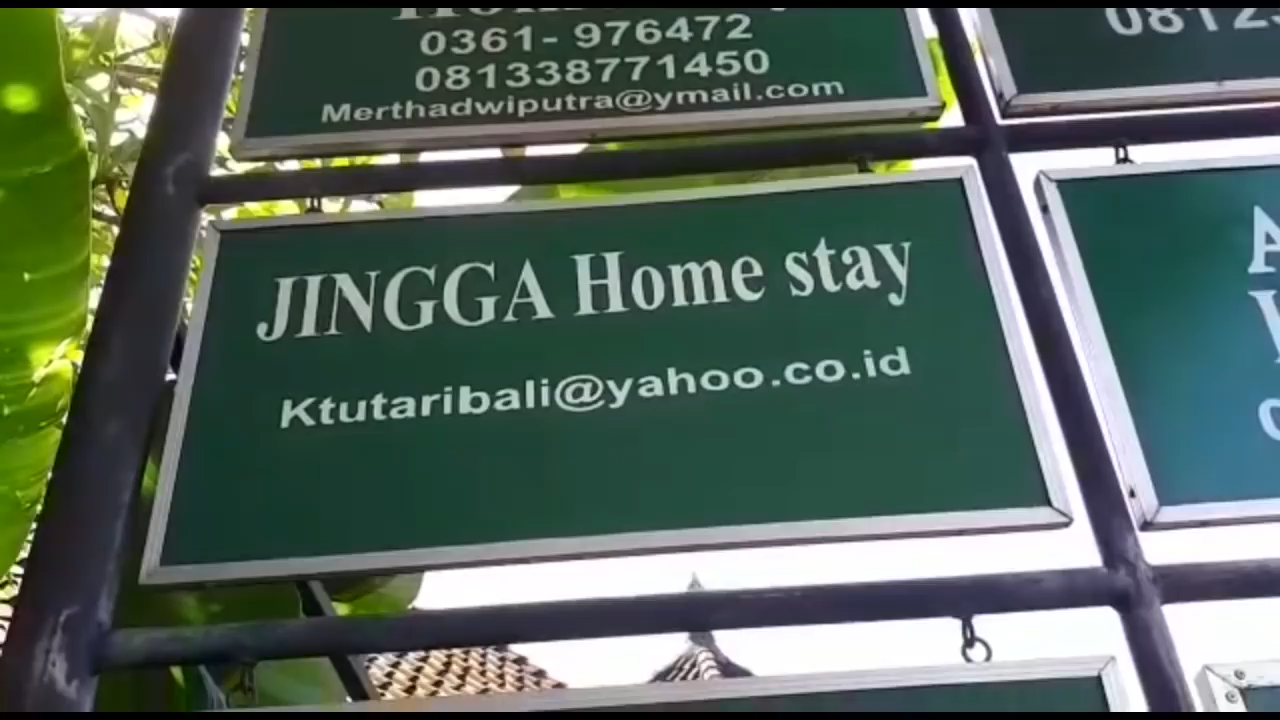 0361- 976472
081338771450
Merthadwiputra@ymail.com
JINGGA Home stay
Ktutaribali@yahoo.co.id